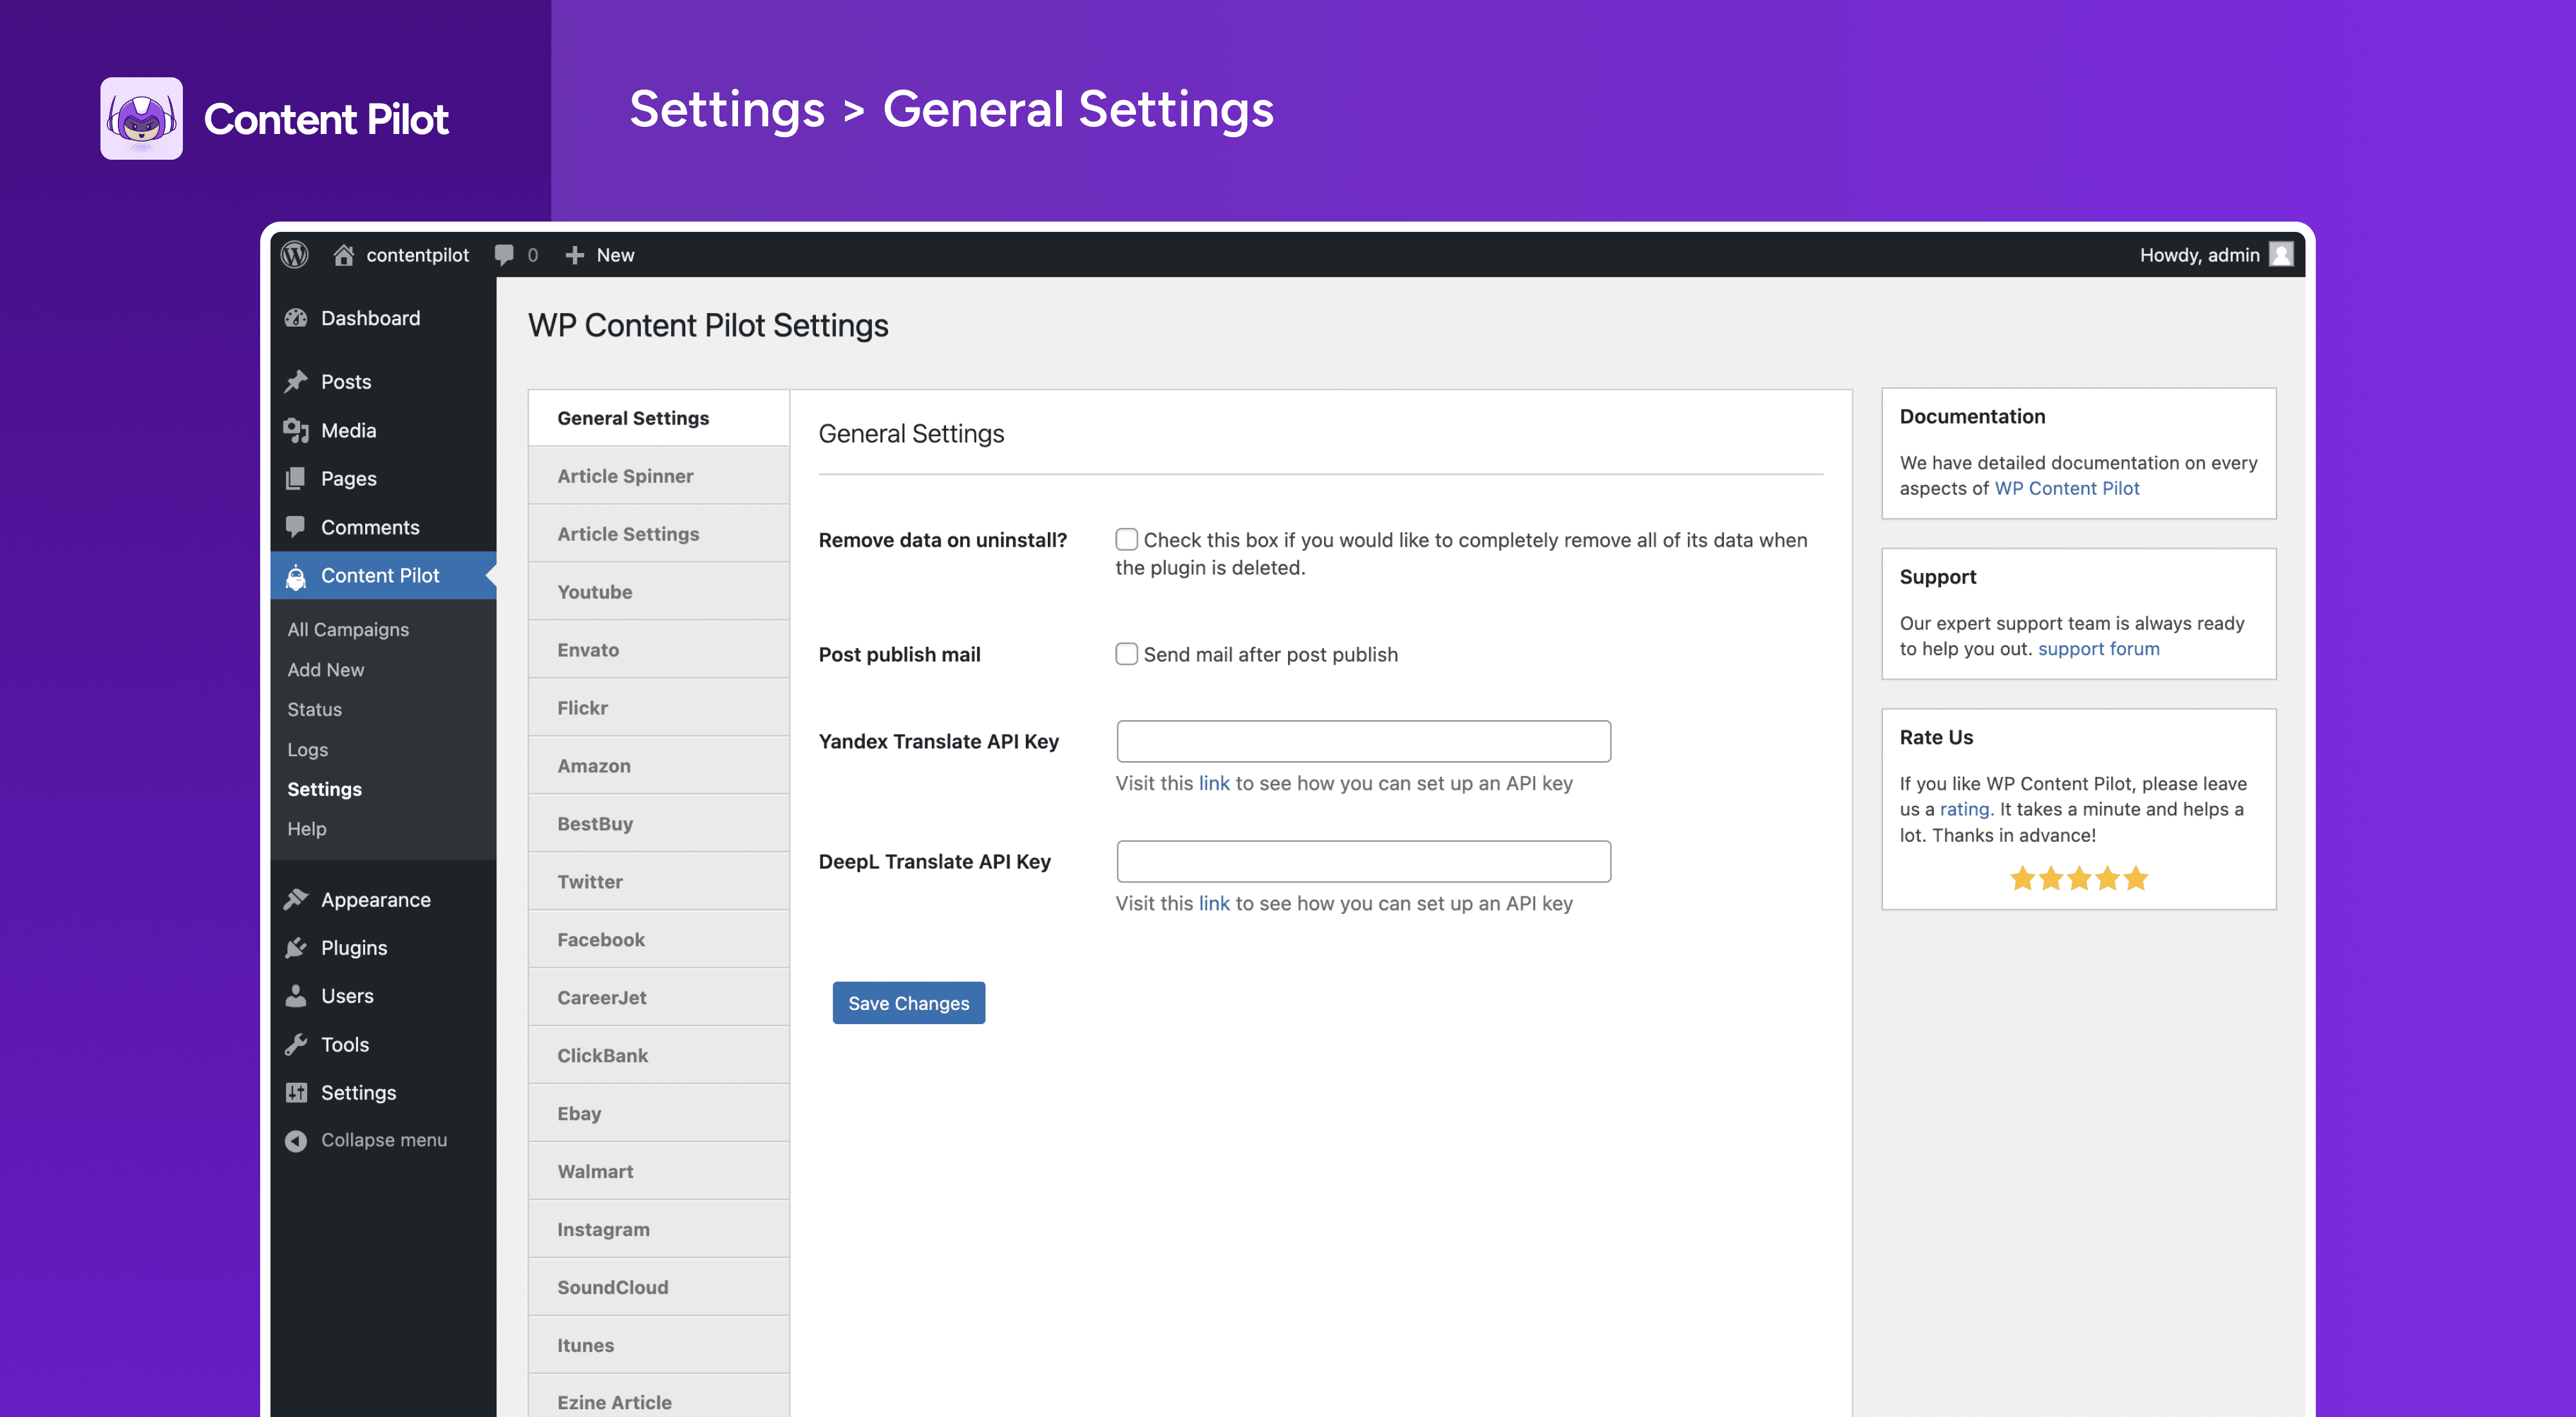 Content Pilot
Settings > General Settings
contentpilot
0
New
Howdy, admin
Dashboard
Posts
Media
Pages
Comments
Content Pilot
All Campaigns
Add New
Status
Logs
Settings
Help
Appearance
Plugins
Users
Tools
Settings
Collapse menu
WP Content Pilot Settings
General Settings
Article Spinner
Article Settings
Youtube
Envato
Flickr
Amazon
BestBuy
Twitter
Facebook
CareerJet
ClickBank
Ebay
Walmart
Instagram
SoundCloud
Itunes
Ezine Article
General Settings
Remove data on uninstall?
Check this box if you would like to completely remove all of its data when
the plugin is deleted.
Post publish mail
Send mail after post publish
Yandex Translate API Key
Visit this link to see how you can set up an API key
DeepL Translate API Key
Visit this link to see how you can set up an API key
Save Changes
Documentation
We have detailed documentation on every
aspects of WP Content Pilot
Support
Our expert support team is always ready
to help you out. support forum
Rate Us
If you like WP Content Pilot, please leave
us a rating. It takes a minute and helps a
lot. Thanks in advance!